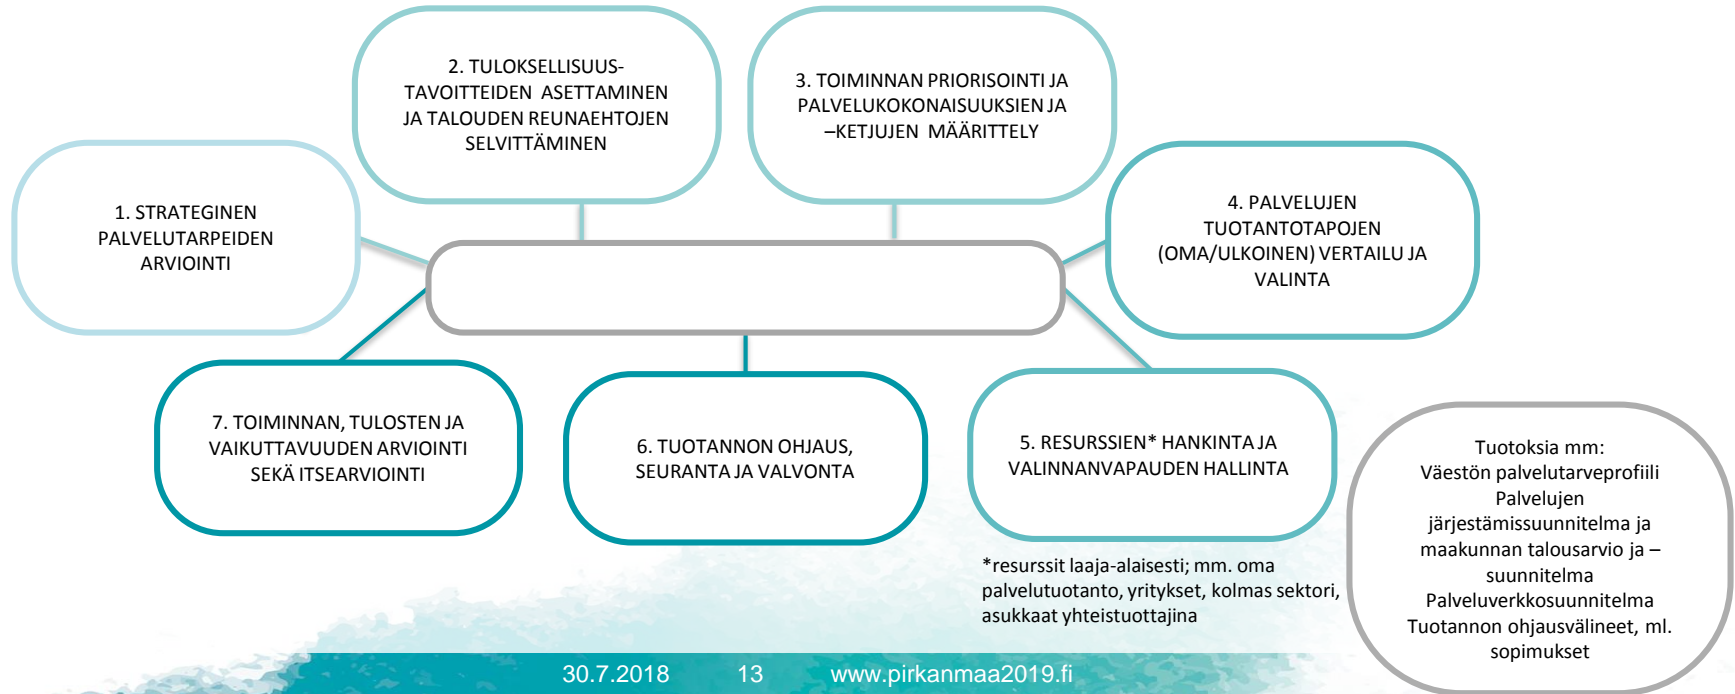 1. STRATEGINEN
PALVELUTARPEIDEN
ARVIOINTI
2. TULOKSELLISUUS-
TAVOITTEIDEN ASETTAMINEN
JA TALOUDEN REUNAEHTOJEN
SELVITTÄMINEN
3. TOIMINNAN PRIORISOINTI JA
PALVELUKOKONAISUUKSIEN JA
–KETJUJEN MÄÄRITTELY
4. PALVELUJEN
TUOTANTOTAPOJEN
(OMA/ULKOINEN) VERTAILU JA
VALINTA
5. RESURSSIEN* HANKINTA JA
VALINNANVAPAUDEN HALLINTA
6. TUOTANNON OHJAUS,
SEURANTA JA VALVONTA
7. TOIMINNAN, TULOSTEN JA
VAIKUTTAVUUDEN ARVIOINTI
SEKÄ ITSEARVIOINTI
*resurssit laaja-alaisesti; mm. oma
palvelutuotanto, yritykset, kolmas sektori,
asukkaat yhteistuottajina
Tuotoksia mm:
Väestön palvelutarveprofiili
Palvelujen
järjestämissuunnitelma ja
maakunnan talousarvio ja –
suunnitelma
Palveluverkkosuunnitelma
Tuotannon ohjausvälineet, ml.
sopimukset
30.7.2018 13 www.pirkanmaa2019.fi